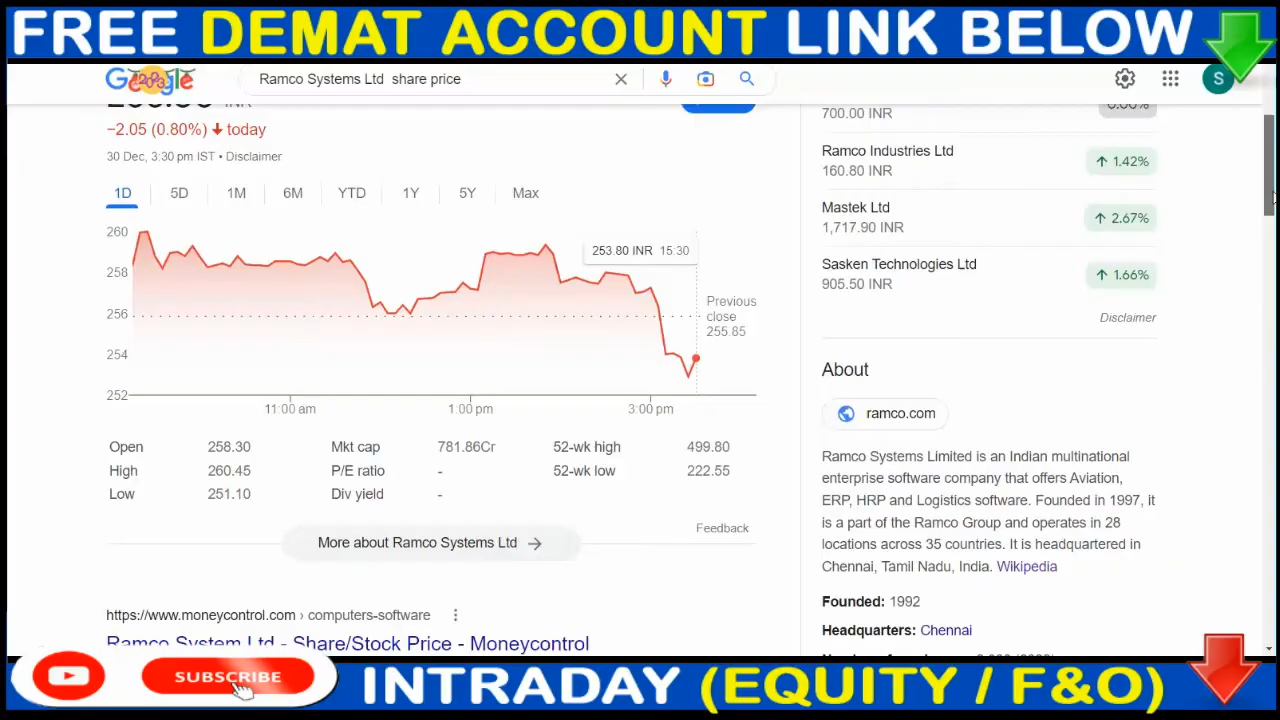 FREE DEMAT ACCOUNT LINK BELOW
Google
Ramco Systems Ltd share price
S
INR
−2.05 (0.80%) today
30 Dec, 3:30 pm IST • Disclaimer
1D 5D 1M 6M YTD 1Y 5Y Max
260
258
256
254
252
253.80 INR 15:30
Previous
close
255.85
11:00 am 1:00 pm 3:00 pm
Open 258.30 Mkt cap 781.86Cr 52-wk high 499.80
High 260.45 P/E ratio - 52-wk low 222.55
Low 251.10 Div yield -
Feedback
More about Ramco Systems Ltd
https://www.moneycontrol.com › computers-software
Ramco System Ltd - Share/Stock Price - Moneycontrol
0.00%
700.00 INR
Ramco Industries Ltd
160.80 INR
1.42%
Mastek Ltd
1,717.90 INR
2.67%
Sasken Technologies Ltd
905.50 INR
1.66%
Disclaimer
About
ramco.com
Ramco Systems Limited is an Indian multinational
enterprise software company that offers Aviation,
ERP, HRP and Logistics software. Founded in 1997, it
is a part of the Ramco Group and operates in 28
locations across 35 countries. It is headquartered in
Chennai, Tamil Nadu, India. Wikipedia
Founded: 1992
Headquarters: Chennai
SUBSCRIBE
INTRADAY (EQUITY / F&O)